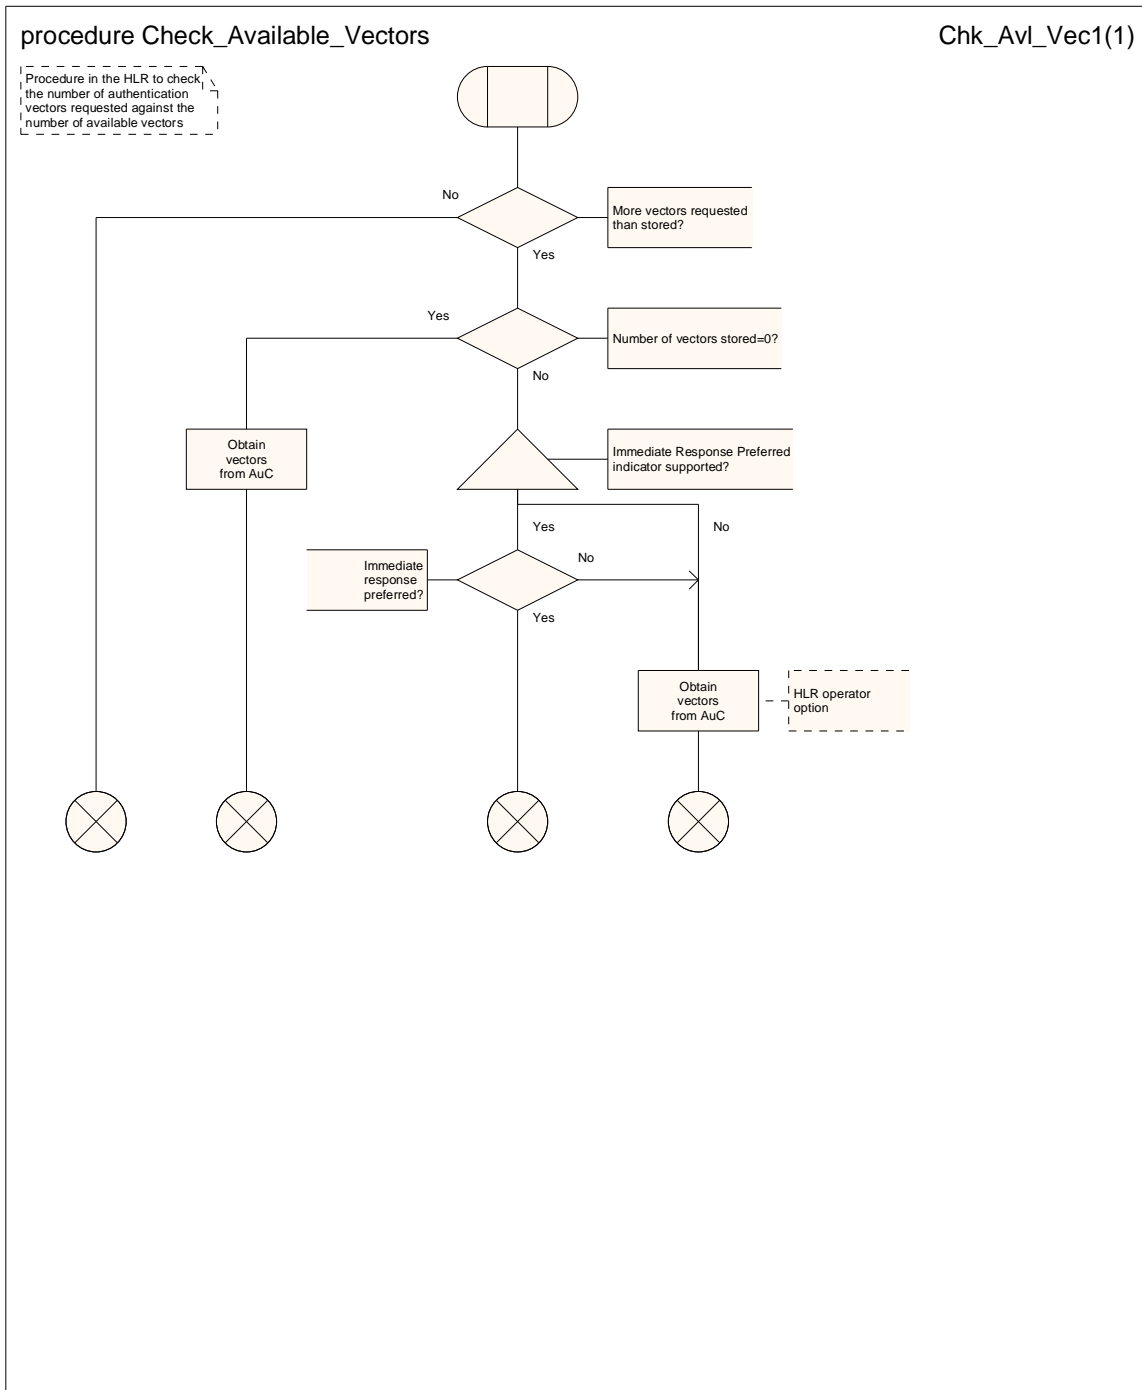 procedure Check_Available_Vectors
Chk_Avl_Vec1(1)
Procedure in the HLR to check
the number of authentication
vectors requested against the
number of available vectors
No
More vectors requested
than stored?
Yes
Yes
Number of vectors stored=0?
No
Obtain
vectors
from AuC
Immediate Response Preferred
indicator supported?
Yes
No
Immediate
response
preferred?
No
Yes
Obtain
vectors
from AuC
HLR operator
option